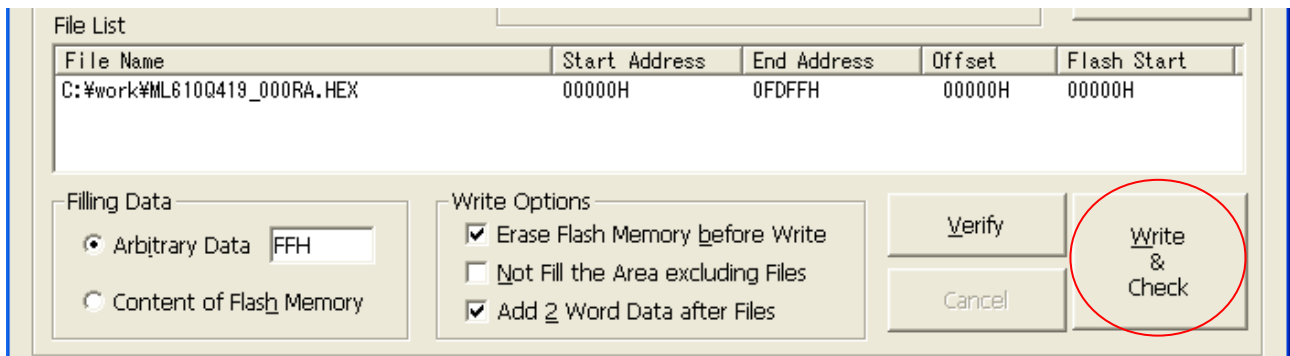 File List
File Name Start Address End Address Offset Flash Start
C:¥work¥ML610Q419_000RA.HEX 00000H 0FDFFH 00000H 00000H
Filling Data
Arbitrary Data FFH
Content of Flash Memory
Write Options
Erase Flash Memory before Write
Not Fill the Area excluding Files
Add 2 Word Data after Files
Verify
Cancel
Write
&
Check